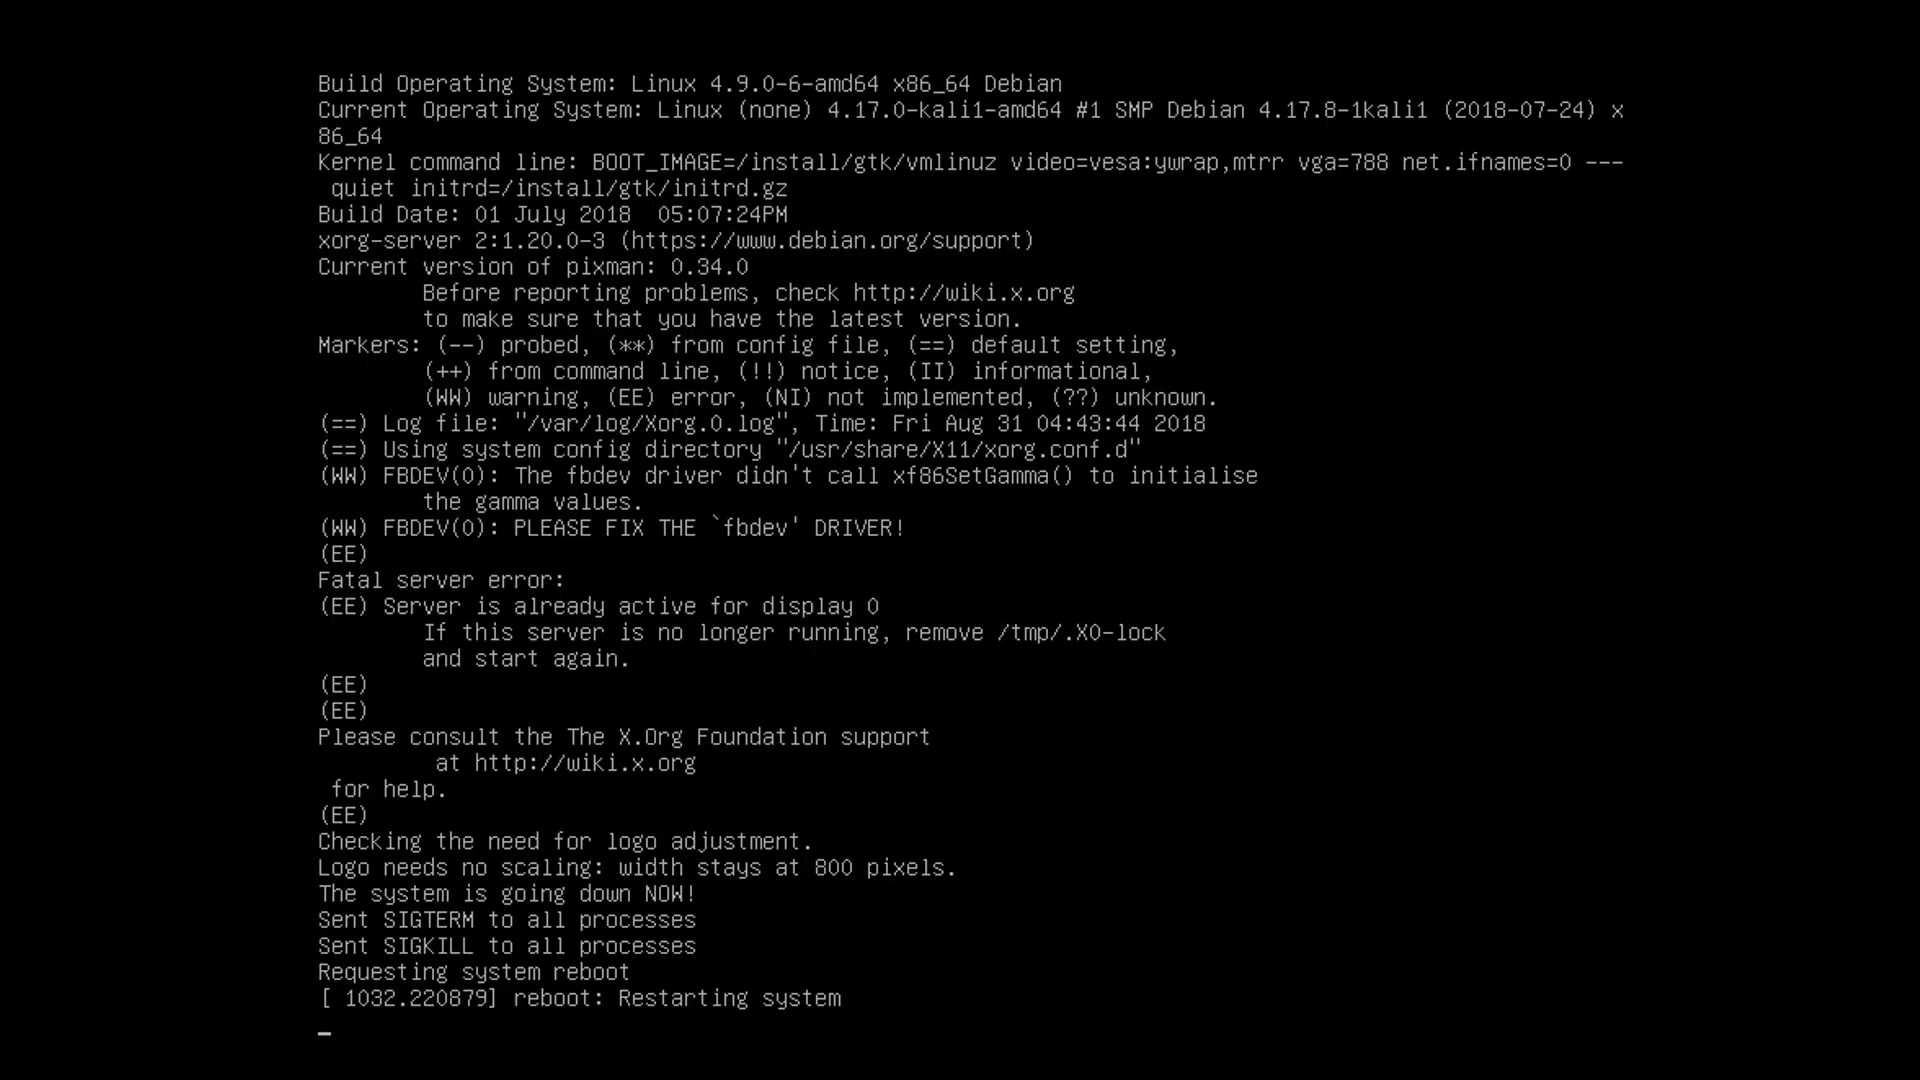 Build Operating System: Linux 4.9.0-6-amd64 x86_64 Debian
Current Operating System: Linux (none) 4.17.0-kali1-amd64 #1 SMP Debian 4.17.8-1kali1 (2018-07-24) x
86_64
Kernel command line: BOOT_IMAGE=/install/gtk/vmlinuz video=vesa:ywrap,mtrr vga=788 net.ifnames=0 ---
 quiet initrd=/install/gtk/initrd.gz
Build Date: 01 July 2018  05:07:24PM
xorg-server 2:1.20.0-3 (https://www.debian.org/support)
Current version of pixman: 0.34.0
        Before reporting problems, check http://wiki.x.org
        to make sure that you have the latest version.
Markers: (--) probed, (**) from config file, (==) default setting,
        (++) from command line, (!!) notice, (II) informational,
        (WW) warning, (EE) error, (NI) not implemented, (??) unknown.
(==) Log file: "/var/log/Xorg.0.log", Time: Fri Aug 31 04:43:44 2018
(==) Using system config directory "/usr/share/X11/xorg.conf.d"
(WW) FBDEV(0): The fbdev driver didn't call xf86SetGamma() to initialise
        the gamma values.
(WW) FBDEV(0): PLEASE FIX THE `fbdev' DRIVER!
(EE)
Fatal server error:
(EE) Server is already active for display 0
        If this server is no longer running, remove /tmp/.X0-lock
        and start again.
(EE)
(EE)
Please consult the The X.Org Foundation support
         at http://wiki.x.org
 for help.
(EE)
Checking the need for logo adjustment.
Logo needs no scaling: width stays at 800 pixels.
The system is going down NOW!
Sent SIGTERM to all processes
Sent SIGKILL to all processes
Requesting system reboot
[ 1032.220879] reboot: Restarting system
_